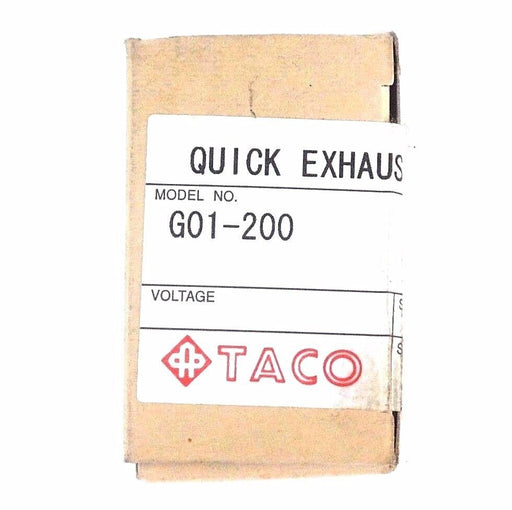 QUICK EXHAUS
MODEL NO.
G01-200
VOLTAGE
S
S
TACO